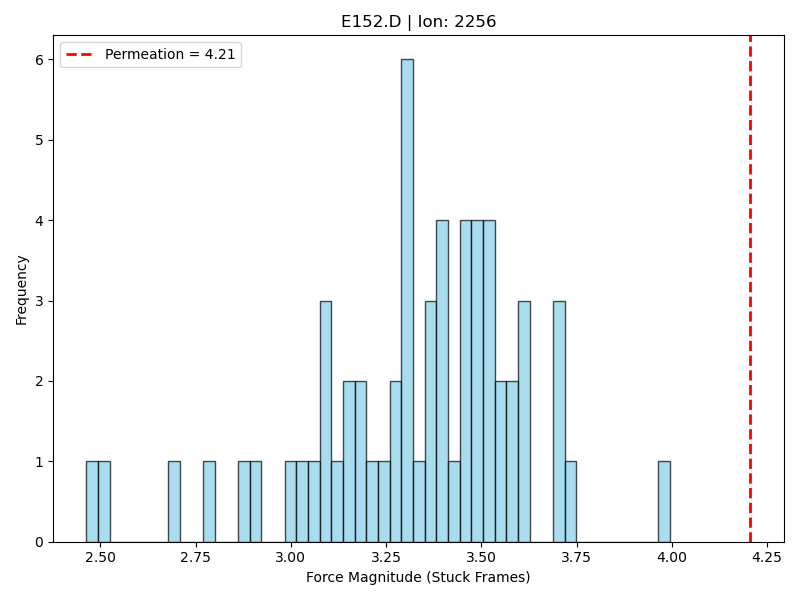 E152.D | Ion: 2256
Permeation = 4.21
Frequency
6
5
4
3
2
1
0
2.50 2.75 3.00 3.25 3.50 3.75 4.00 4.25
Force Magnitude (Stuck Frames)